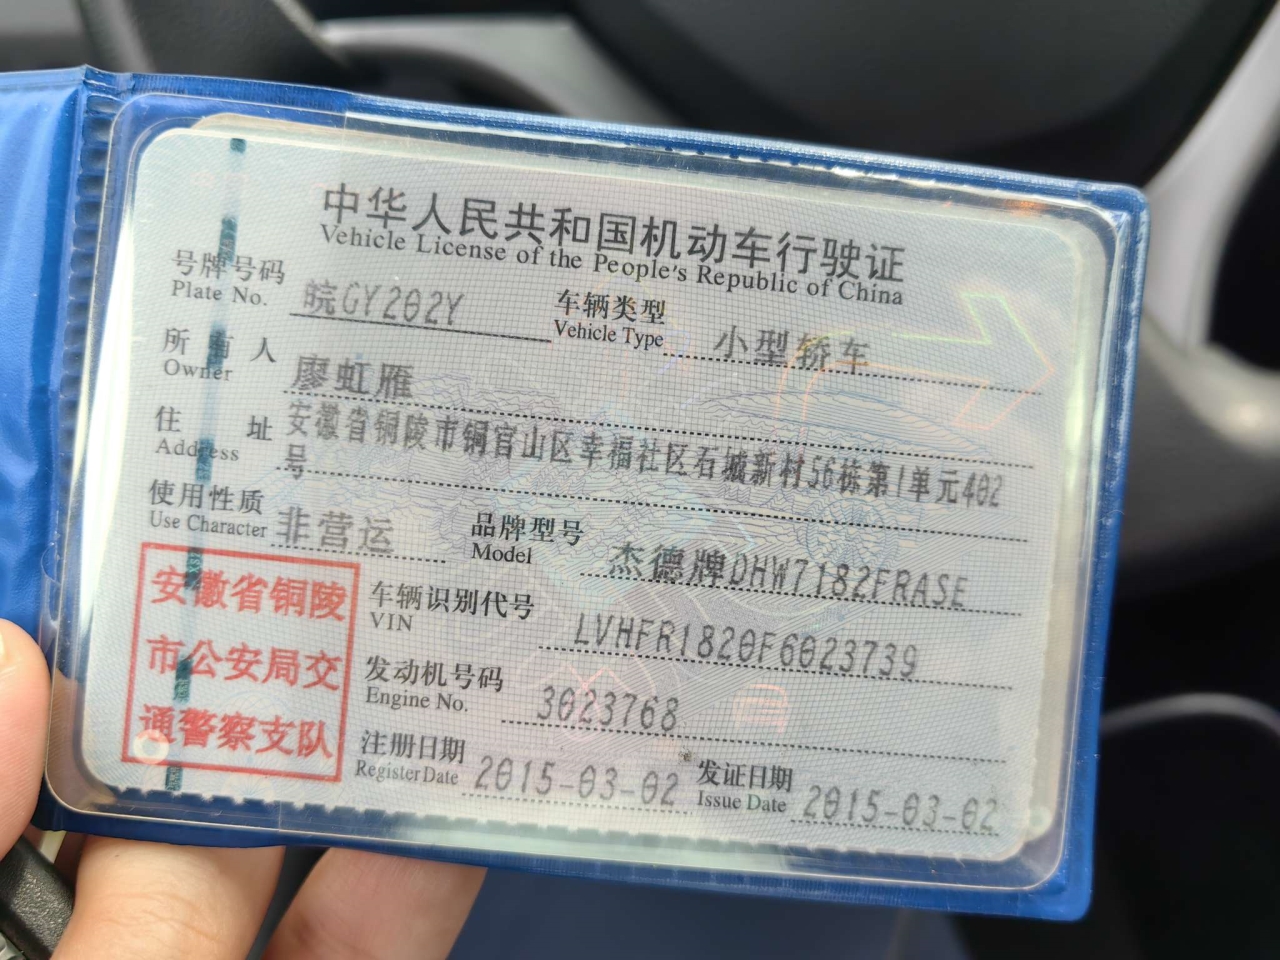 中华人民共和国机动车行驶证
Vehicle License of the People's Republic of China
号牌号码 皖GY202Y 车辆类型 小型轿车
Plate No. Vehicle Type
所有人 廖虹雁
Owner
住址 安徽省铜陵市铜官山区幸福社区石城新村56栋第1单元402
Address 号
使用性质 非营运 品牌型号 杰德牌DHW7182FRASE
Use Character Model
车辆识别代号 LVHFR1820F6023739
VIN
发动机号码 3023768
Engine No.
注册日期 2015-03-02 发证日期 2015-03-02
Register Date Issue Date
安徽省铜陵
市公安局交
通警察支队